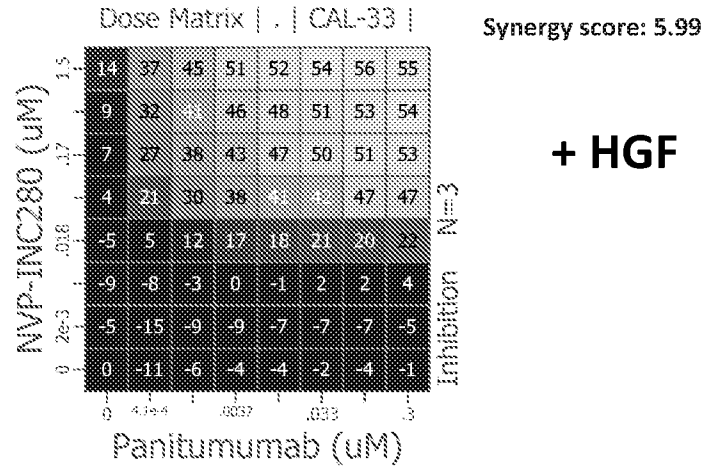 Dose Matrix | . | CAL-33 |
Synergy score: 5.99
+ HGF
NVP-INC280 (uM)
1.5
.17
.018
2e-3
0
14 37 45 51 52 54 56 55
9 32 46 48 51 53 54
7 27 38 43 47 50 51 53
4 21 30 38 47 47
-5 5 12 17 18 21 20 22
-9 -8 -3 0 -1 2 2 4
-5 -15 -9 -9 -7 -7 -7 -5
0 -11 -6 -4 -4 -2 -4 -1
Inhibition N=3
0 .0037 .033 .3
Panitumumab (uM)